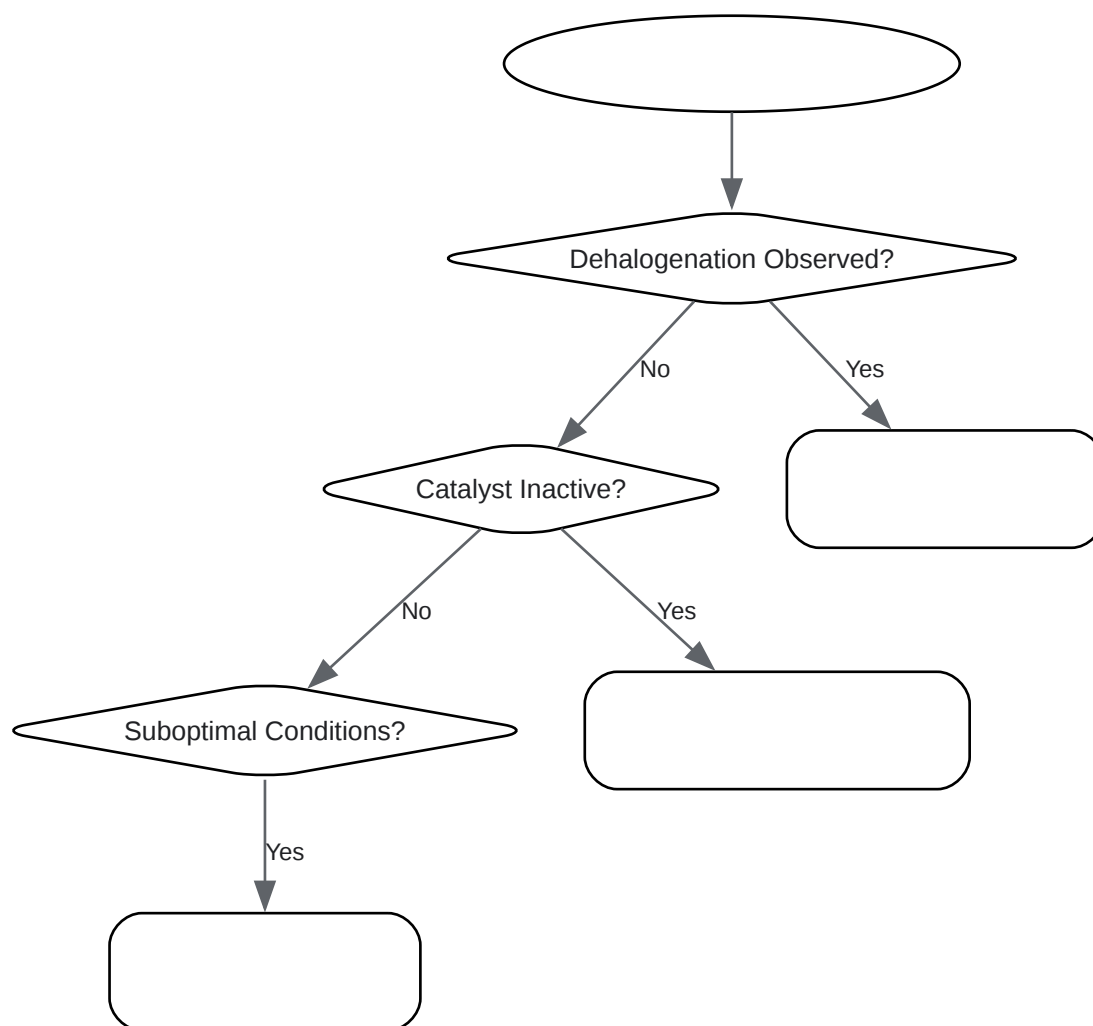 Dehalogenation Observed?
No
Yes
Catalyst Inactive?
No
Yes
Suboptimal Conditions?
Yes